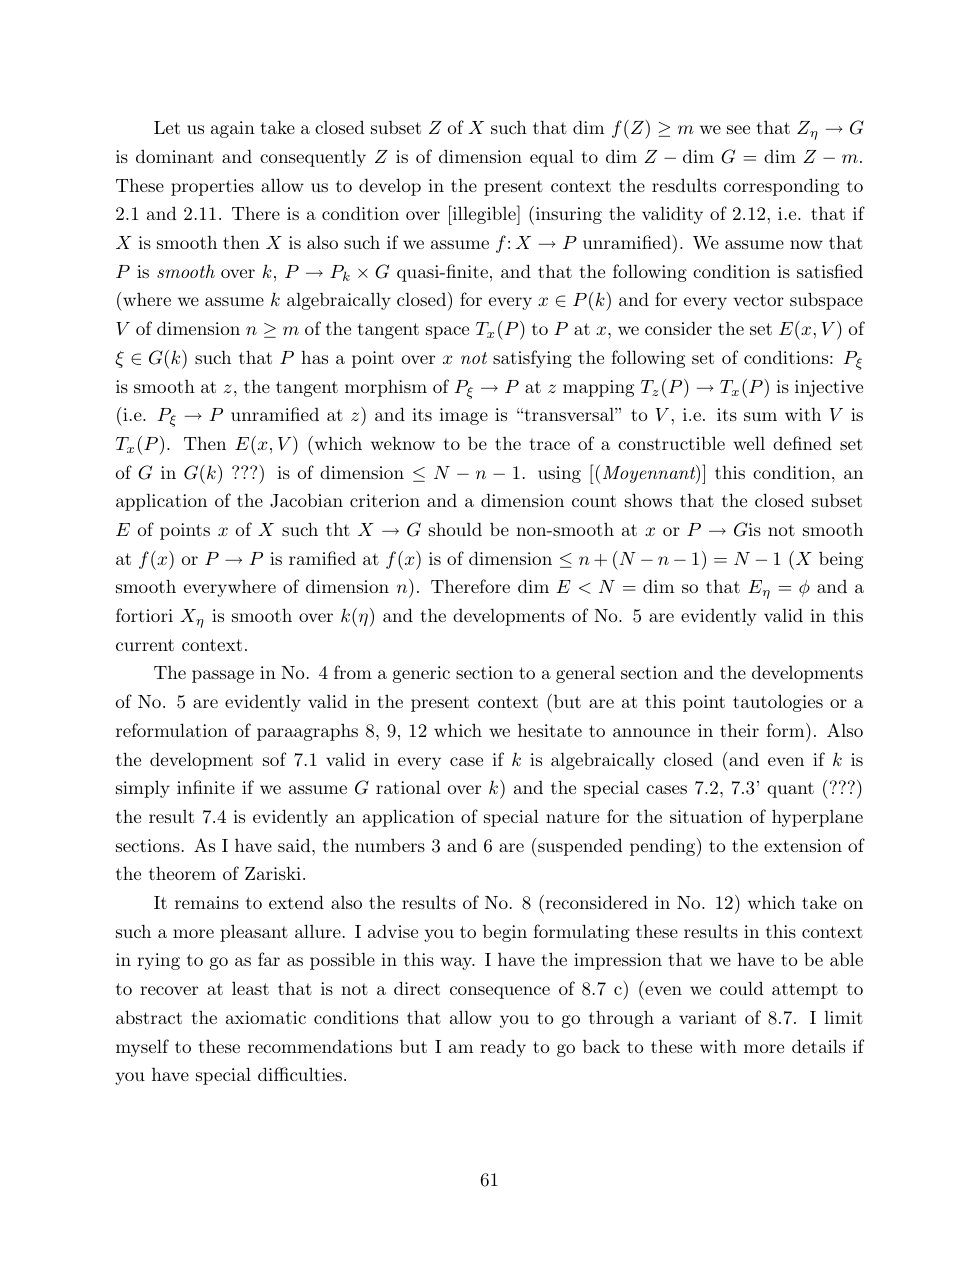 Let us again take a closed subset Z of X such that dim f(Z) ≥ m we see that Z_η → G
is dominant and consequently Z is of dimension equal to dim Z − dim G = dim Z − m.
These properties allow us to develop in the present context the resdults corresponding to
2.1 and 2.11. There is a condition over [illegible] (insuring the validity of 2.12, i.e. that if
X is smooth then X is also such if we assume f: X → P unramified). We assume now that
P is smooth over k, P → P_k × G quasi-finite, and that the following condition is satisfied
(where we assume k algebraically closed) for every x ∈ P(k) and for every vector subspace
V of dimension n ≥ m of the tangent space T_x(P) to P at x, we consider the set E(x, V) of
ξ ∈ G(k) such that P has a point over x not satisfying the following set of conditions: P_ξ
is smooth at z, the tangent morphism of P_ξ → P at z mapping T_z(P) → T_x(P) is injective
(i.e. P_ξ → P unramified at z) and its image is “transversal” to V, i.e. its sum with V is
T_x(P). Then E(x, V) (which weknow to be the trace of a constructible well defined set
of G in G(k) ???) is of dimension ≤ N − n − 1. using [(Moyennant)] this condition, an
application of the Jacobian criterion and a dimension count shows that the closed subset
E of points x of X such tht X → G should be non-smooth at x or P → Gis not smooth
at f(x) or P → P is ramified at f(x) is of dimension ≤ n + (N − n − 1) = N − 1 (X being
smooth everywhere of dimension n). Therefore dim E < N = dim so that E_η = ϕ and a
fortiori X_η is smooth over k(η) and the developments of No. 5 are evidently valid in this
current context.
The passage in No. 4 from a generic section to a general section and the developments
of No. 5 are evidently valid in the present context (but are at this point tautologies or a
reformulation of paraagraphs 8, 9, 12 which we hesitate to announce in their form). Also
the development sof 7.1 valid in every case if k is algebraically closed (and even if k is
simply infinite if we assume G rational over k) and the special cases 7.2, 7.3’ quant (???)
the result 7.4 is evidently an application of special nature for the situation of hyperplane
sections. As I have said, the numbers 3 and 6 are (suspended pending) to the extension of
the theorem of Zariski.
It remains to extend also the results of No. 8 (reconsidered in No. 12) which take on
such a more pleasant allure. I advise you to begin formulating these results in this context
in rying to go as far as possible in this way. I have the impression that we have to be able
to recover at least that is not a direct consequence of 8.7 c) (even we could attempt to
abstract the axiomatic conditions that allow you to go through a variant of 8.7. I limit
myself to these recommendations but I am ready to go back to these with more details if
you have special difficulties.
61